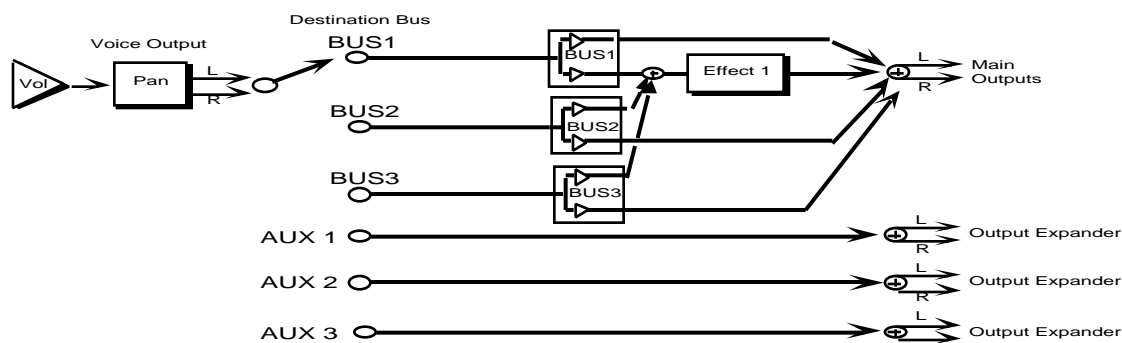 Destination Bus
Voice Output
BUS1
Vol
Pan
L
R
BUS1
Effect 1
L
R
Main
Outputs
BUS2
BUS2
BUS3
BUS3
AUX 1
L
R
Output Expander
AUX 2
L
R
Output Expander
AUX 3
L
Output Expander